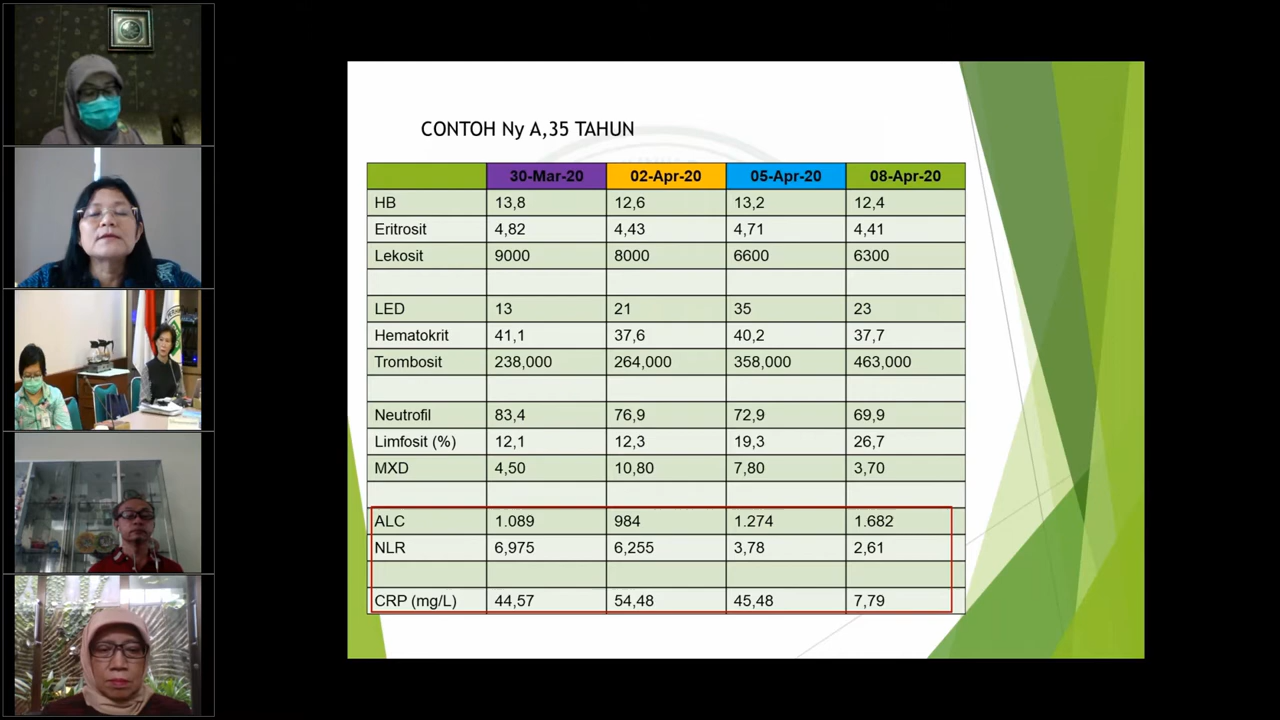 CONTOH Ny A,35 TAHUN
30-Mar-20 02-Apr-20 05-Apr-20 08-Apr-20
HB 13,8 12,6 13,2 12,4
Eritrosit 4,82 4,43 4,71 4,41
Lekosit 9000 8000 6600 6300
LED 13 21 35 23
Hematokrit 41,1 37,6 40,2 37,7
Trombosit 238,000 264,000 358,000 463,000
Neutrofil 83,4 76,9 72,9 69,9
Limfosit (%) 12,1 12,3 19,3 26,7
MXD 4,50 10,80 7,80 3,70
ALC 1.089 984 1.274 1.682
NLR 6,975 6,255 3,78 2,61
CRP (mg/L) 44,57 54,48 45,48 7,79